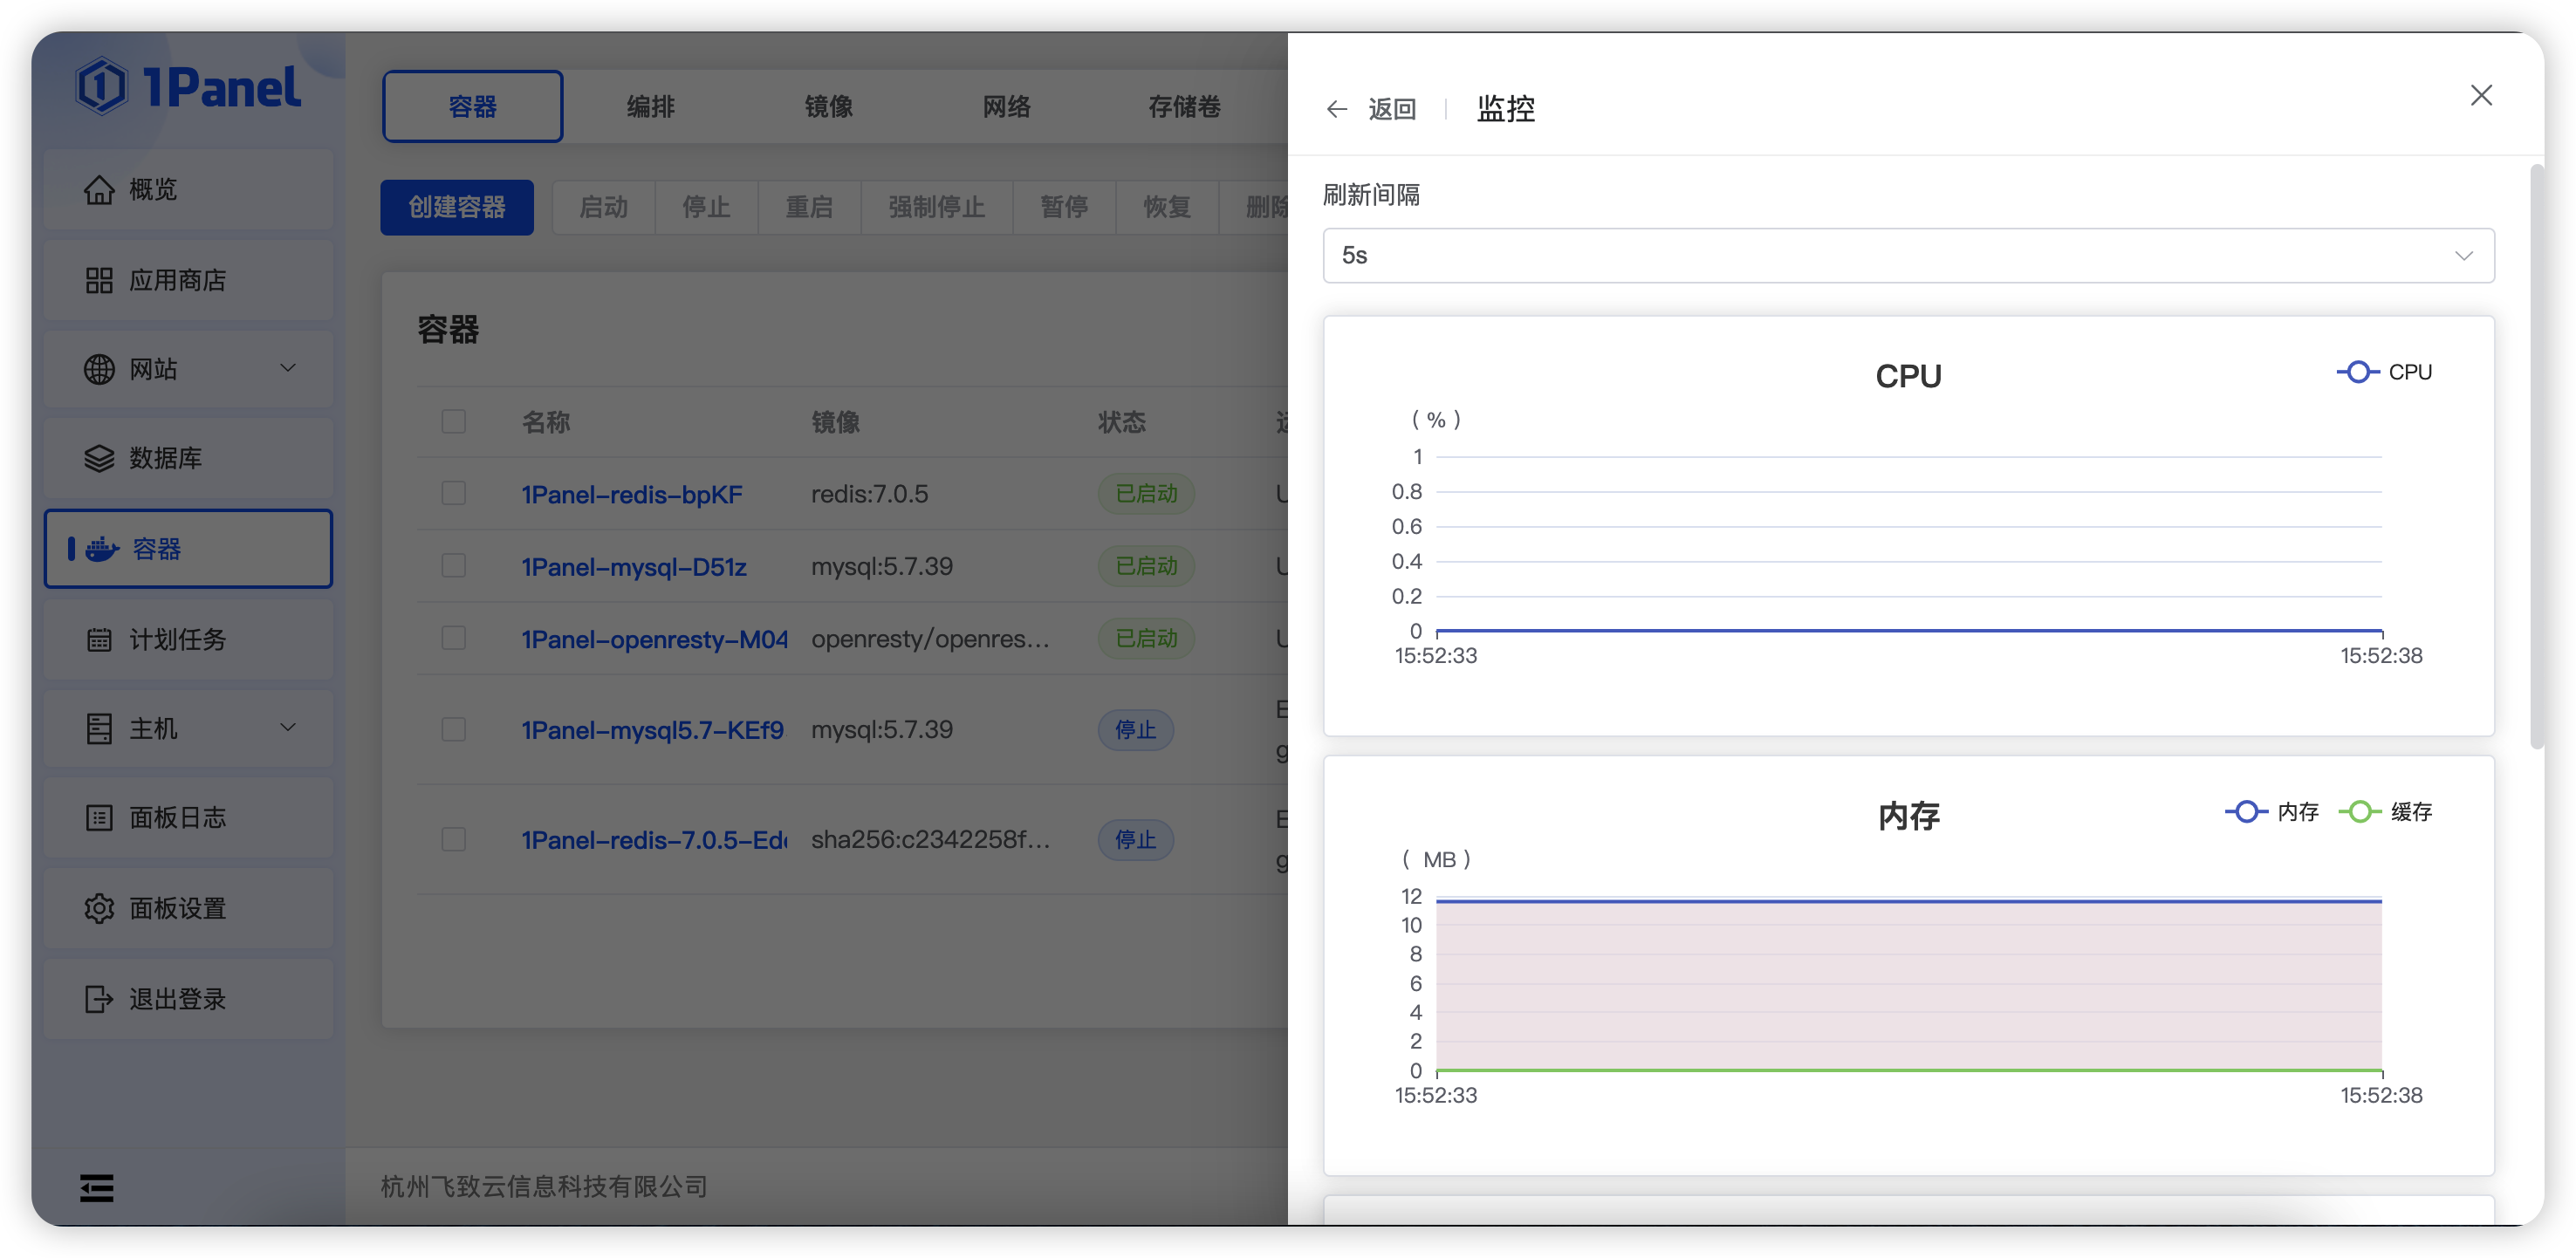 1Panel
概览
应用商店
网站
数据库
容器
计划任务
主机
面板日志
面板设置
退出登录
容器 编排 镜像 网络 存储卷
创建容器 启动 停止 重启 强制停止 暂停 恢复 删除
容器
名称 镜像 状态
1Panel-redis-bpKF redis:7.0.5 已启动 U
1Panel-mysql-D51z mysql:5.7.39 已启动 U
1Panel-openresty-M04 openresty/openres... 已启动 U
1Panel-mysql5.7-KEf9 mysql:5.7.39 停止 E
g
1Panel-redis-7.0.5-Ed sha256:c2342258f... 停止 E
g
杭州飞致云信息科技有限公司
返回 监控
刷新间隔
5s
CPU
CPU
( % )
1
0.8
0.6
0.4
0.2
0
15:52:33 15:52:38
内存
内存 缓存
( MB )
12
10
8
6
4
2
0
15:52:33 15:52:38